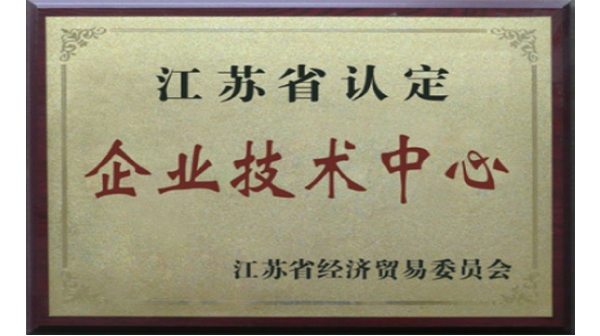 江苏省认定
企业技术中心
江苏省经济贸易委员会